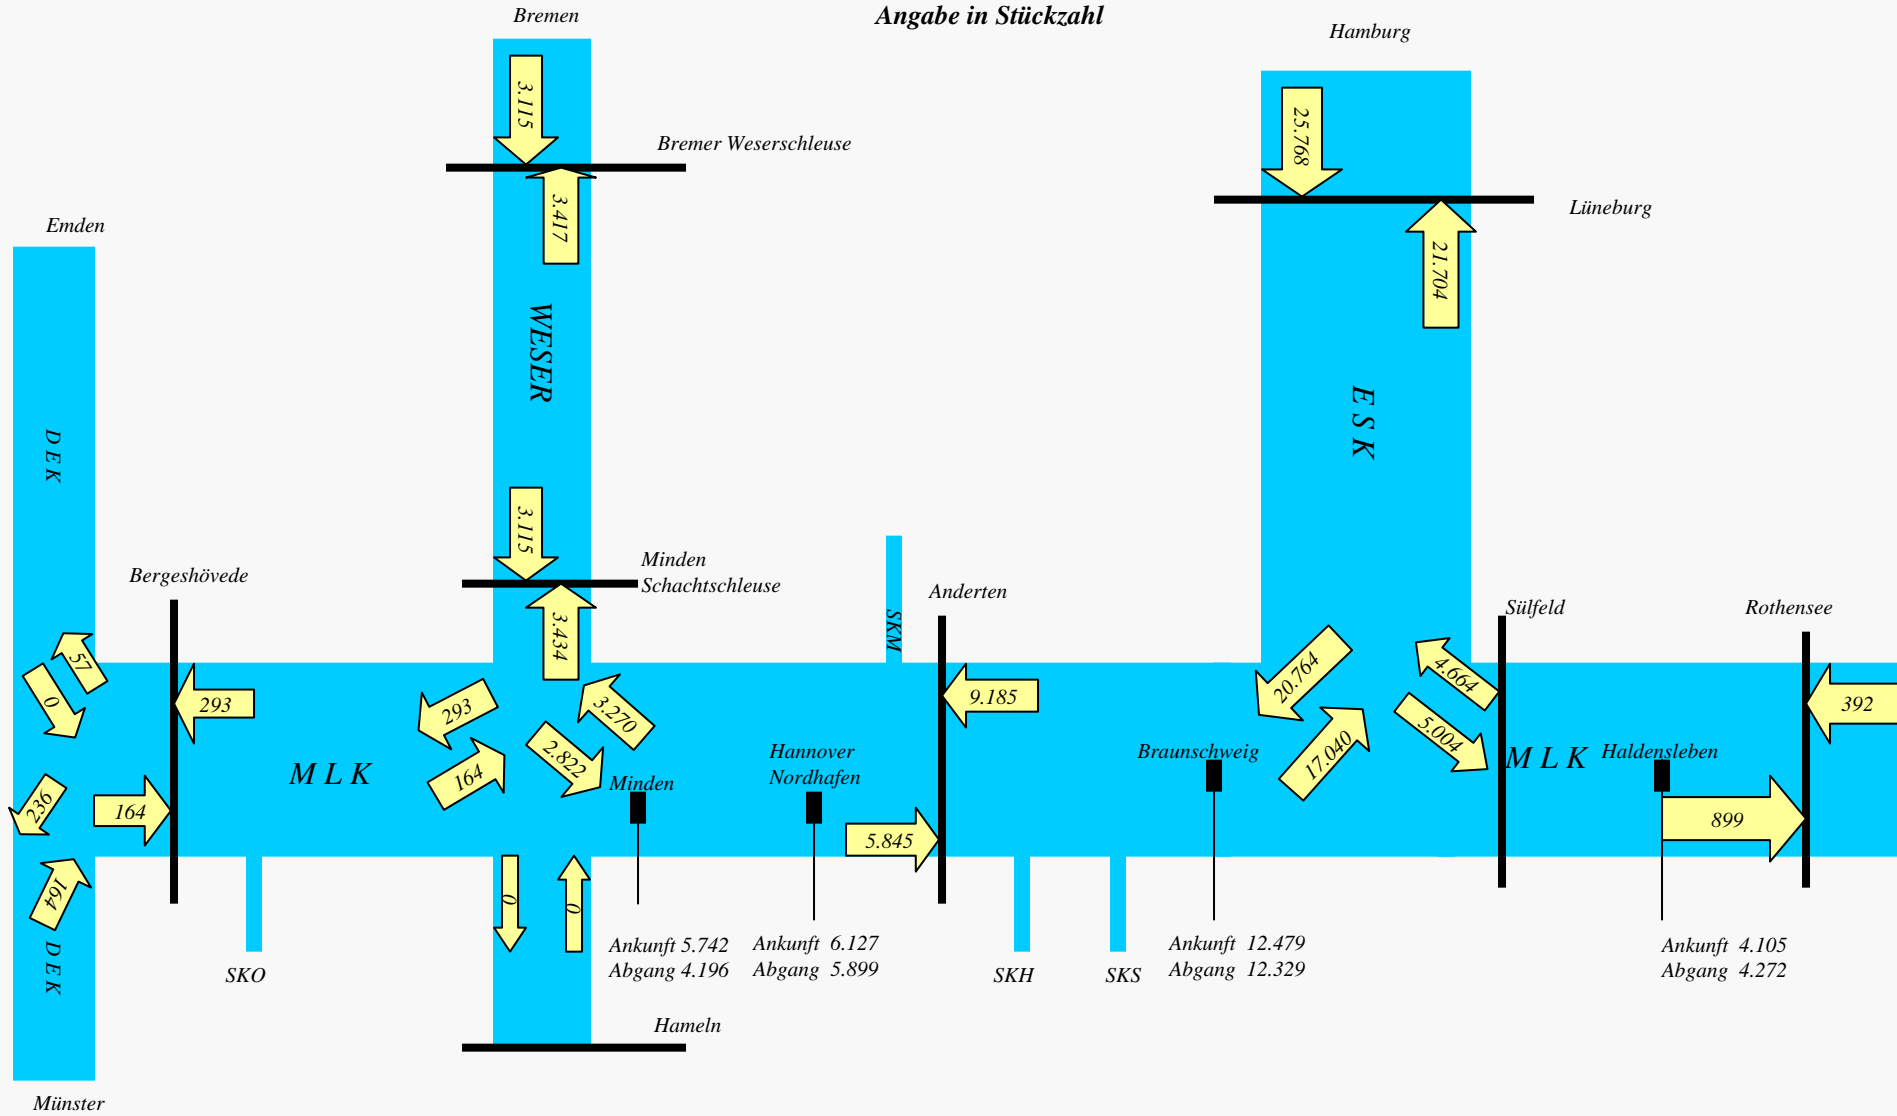 Angabe in Stückzahl
Bremen
Hamburg
3.115
25.768
Bremer Weserschleuse
3.417
Lüneburg
21.704
Emden
WESER
E S K
D E K
3.115
Minden
Schachtschleuse
Bergeshövede
Anderten
Sülfeld
Rothensee
SKM
3.434
57
0
293
293
3.270
9.185
20.764
4.664
392
164
2.822
17.040
5.004
M L K
Minden
Hannover
Nordhafen
Braunschweig
M L K
Haldensleben
236
164
5.845
899
164
0
0
D E K
Ankunft 5.742
Abgang 4.196
Ankunft 6.127
Abgang 5.899
Ankunft 12.479
Abgang 12.329
Ankunft 4.105
Abgang 4.272
SKO
SKH
SKS
Hameln
Münster